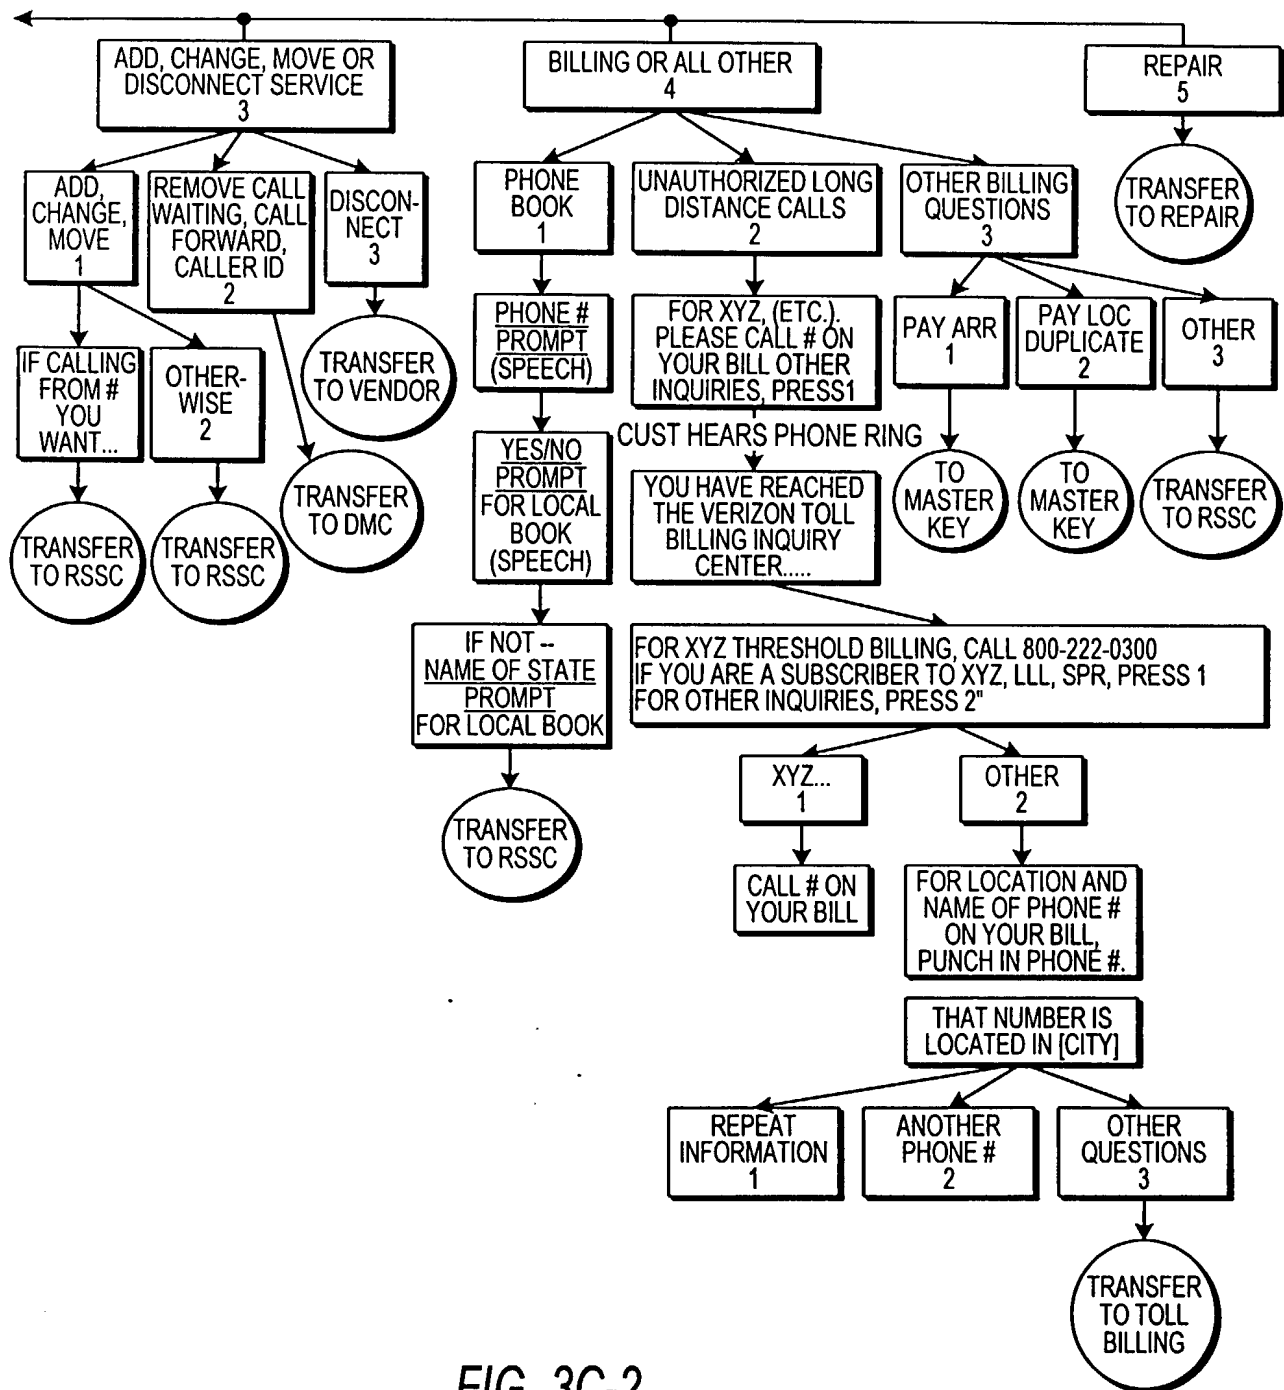 ADD, CHANGE, MOVE OR
DISCONNECT SERVICE
3
BILLING OR ALL OTHER
4
REPAIR
5
ADD,
CHANGE,
MOVE
1
REMOVE CALL
WAITING, CALL
FORWARD,
CALLER ID
2
DISCON-
NECT
3
PHONE
BOOK
1
UNAUTHORIZED LONG
DISTANCE CALLS
2
OTHER BILLING
QUESTIONS
3
TRANSFER
TO REPAIR
IF CALLING
FROM #
YOU
WANT...
OTHER-
WISE
2
TRANSFER
TO VENDOR
PHONE #
PROMPT
(SPEECH)
FOR XYZ, (ETC.).
PLEASE CALL # ON
YOUR BILL OTHER
INQUIRIES, PRESS1
PAY ARR
1
PAY LOC
DUPLICATE
2
OTHER
3
CUST HEARS PHONE RING
TRANSFER
TO RSSC
TRANSFER
TO RSSC
TRANSFER
TO DMC
YES/NO
PROMPT
FOR LOCAL
BOOK
(SPEECH)
YOU HAVE REACHED
THE VERIZON TOLL
BILLING INQUIRY
CENTER.....
TO
MASTER
KEY
TO
MASTER
KEY
TRANSFER
TO RSSC
IF NOT --
NAME OF STATE
PROMPT
FOR LOCAL BOOK
FOR XYZ THRESHOLD BILLING, CALL 800-222-0300
IF YOU ARE A SUBSCRIBER TO XYZ, LLL, SPR, PRESS 1
FOR OTHER INQUIRIES, PRESS 2"
TRANSFER
TO RSSC
XYZ...
1
OTHER
2
CALL # ON
YOUR BILL
FOR LOCATION AND
NAME OF PHONE #
ON YOUR BILL,
PUNCH IN PHONE #.
THAT NUMBER IS
LOCATED IN [CITY]
REPEAT
INFORMATION
1
ANOTHER
PHONE #
2
OTHER
QUESTIONS
3
TRANSFER
TO TOLL
BILLING
FIG. 3C-2